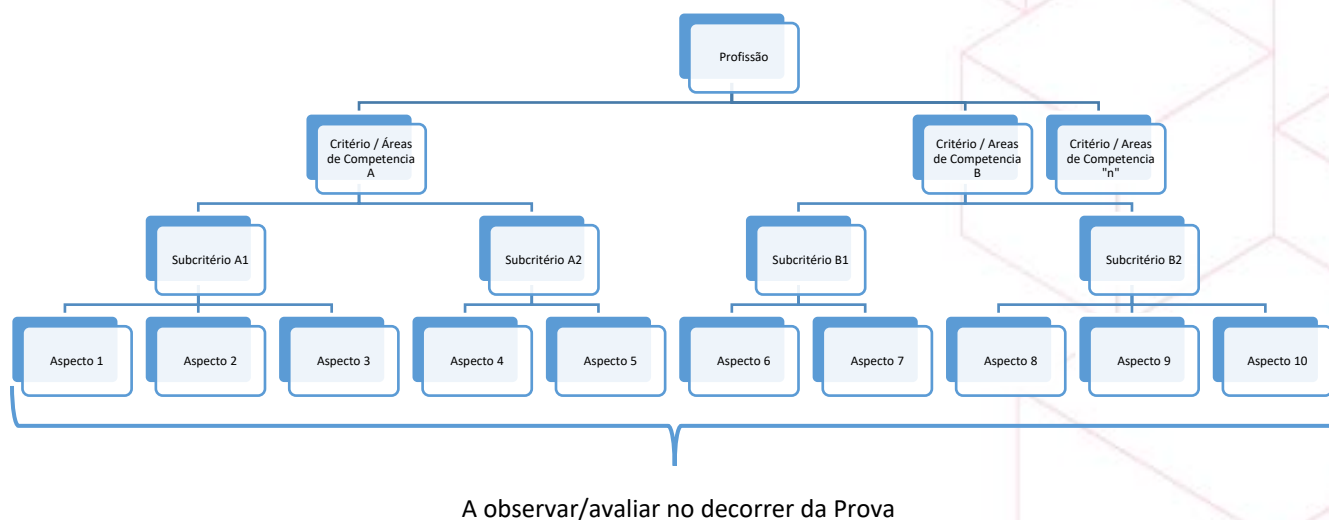 Profissão
Critério / Áreas
de Competencia
A
Critério / Areas
de Competencia
B
Critério / Areas
de Competencia
"n"
Subcritério A1
Subcritério A2
Subcritério B1
Subcritério B2
Aspecto 1
Aspecto 2
Aspecto 3
Aspecto 4
Aspecto 5
Aspecto 6
Aspecto 7
Aspecto 8
Aspecto 9
Aspecto 10
A observar/avaliar no decorrer da Prova